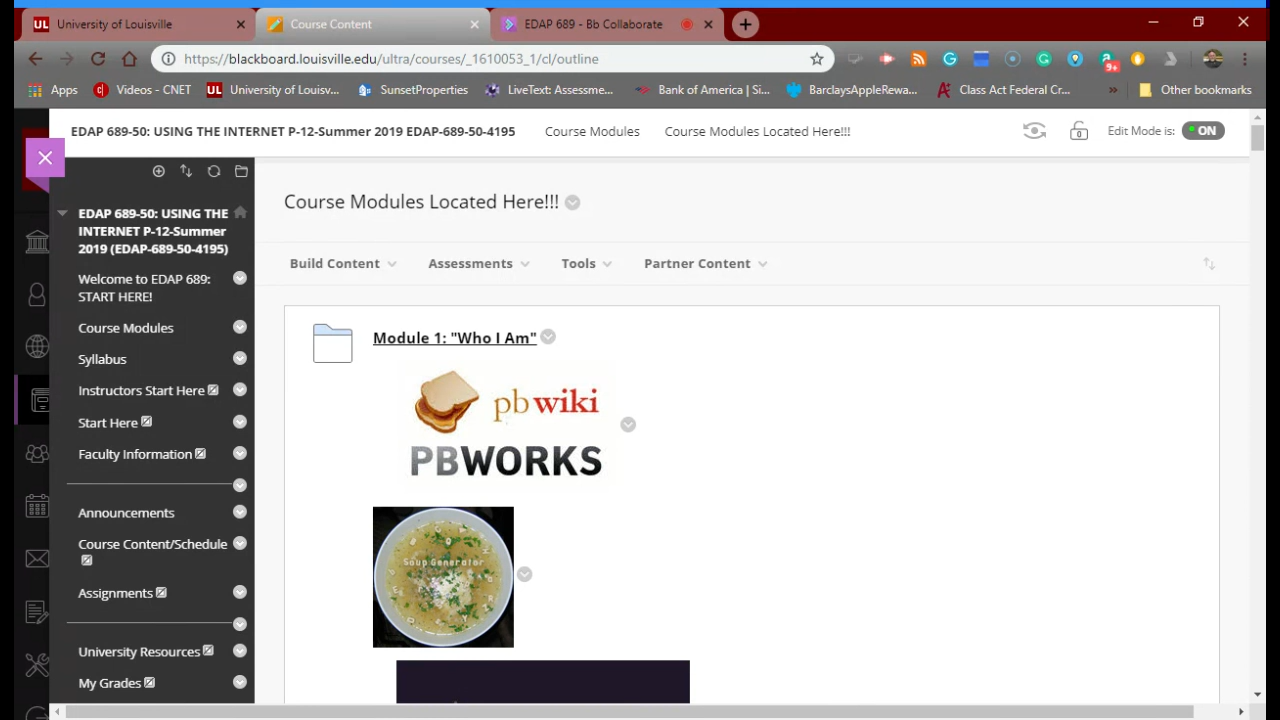 University of Louisville
Course Content
EDAP 689 - Bb Collaborate
https://blackboard.louisville.edu/ultra/courses/_1610053_1/cl/outline
9+
Apps
Videos - CNET
University of Louisv...
SunsetProperties
LiveText: Assessme...
Bank of America | Si...
BarclaysAppleRewa...
Class Act Federal Cr...
»
Other bookmarks
EDAP 689-50: USING THE INTERNET P-12-Summer 2019 EDAP-689-50-4195
Course Modules
Course Modules Located Here!!!
Edit Mode is:
ON
EDAP 689-50: USING THE
INTERNET P-12-Summer
2019 (EDAP-689-50-4195)
Welcome to EDAP 689:
START HERE!
Course Modules
Syllabus
Instructors Start Here
Start Here
Faculty Information
Announcements
Course Content/Schedule
Assignments
University Resources
My Grades
Course Modules Located Here!!!
Build Content
Assessments
Tools
Partner Content
Module 1: "Who I Am"
pbwiki
PBWORKS
Soup Generator